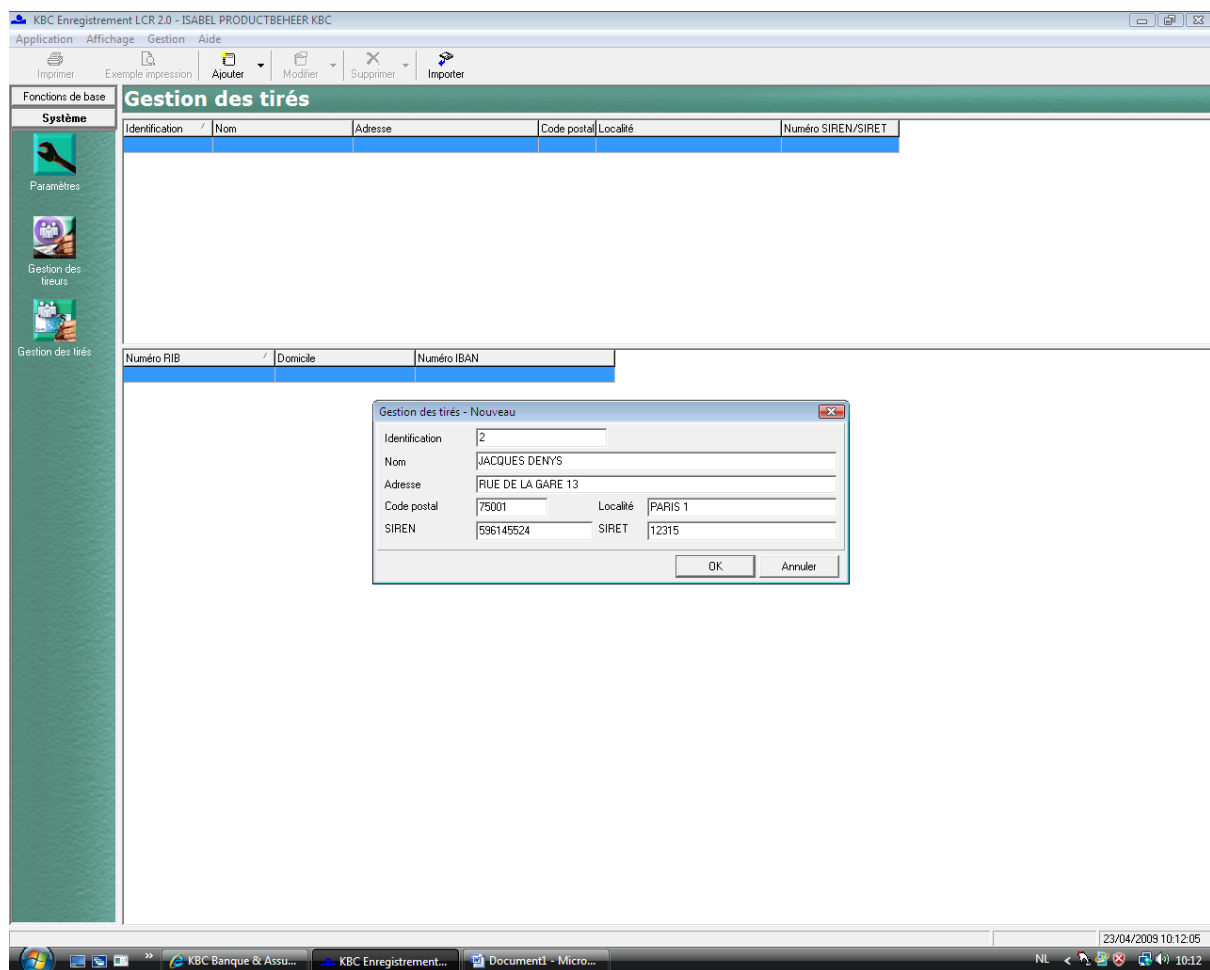 KBC Enregistrement LCR 2.0 - ISABEL PRODUCTBEHEER KBC
Application Affichage Gestion Aide
Imprimer Exemple impression Ajouter Modifier Supprimer Importer
Fonctions de base
Système
Paramètres
Gestion des
tireurs
Gestion des tirés
Gestion des tirés
Identification Nom Adresse Code postal Localité Numéro SIREN/SIRET
Numéro RIB Domicile Numéro IBAN
Gestion des tirés - Nouveau
Identification 2
Nom JACQUES DENYS
Adresse RUE DE LA GARE 13
Code postal 75001 Localité PARIS 1
SIREN 596145524 SIRET 12315
OK Annuler
23/04/2009 10:12:05
KBC Banque & Assu... KBC Enregistrement... Document1 - Micro... NL 10:12